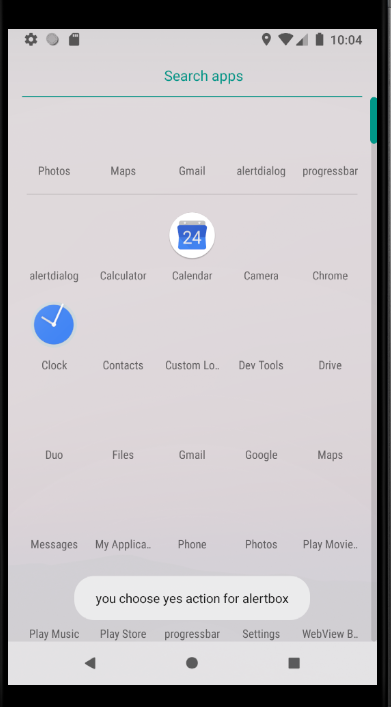 10:04
Search apps
Photos Maps Gmail alertdialog progressbar
24
alertdialog Calculator Calendar Camera Chrome
Clock Contacts Custom Lo.. Dev Tools Drive
Duo Files Gmail Google Maps
Messages My Applica.. Phone Photos Play Movie..
you choose yes action for alertbox
Play Music Play Store progressbar Settings WebView B..